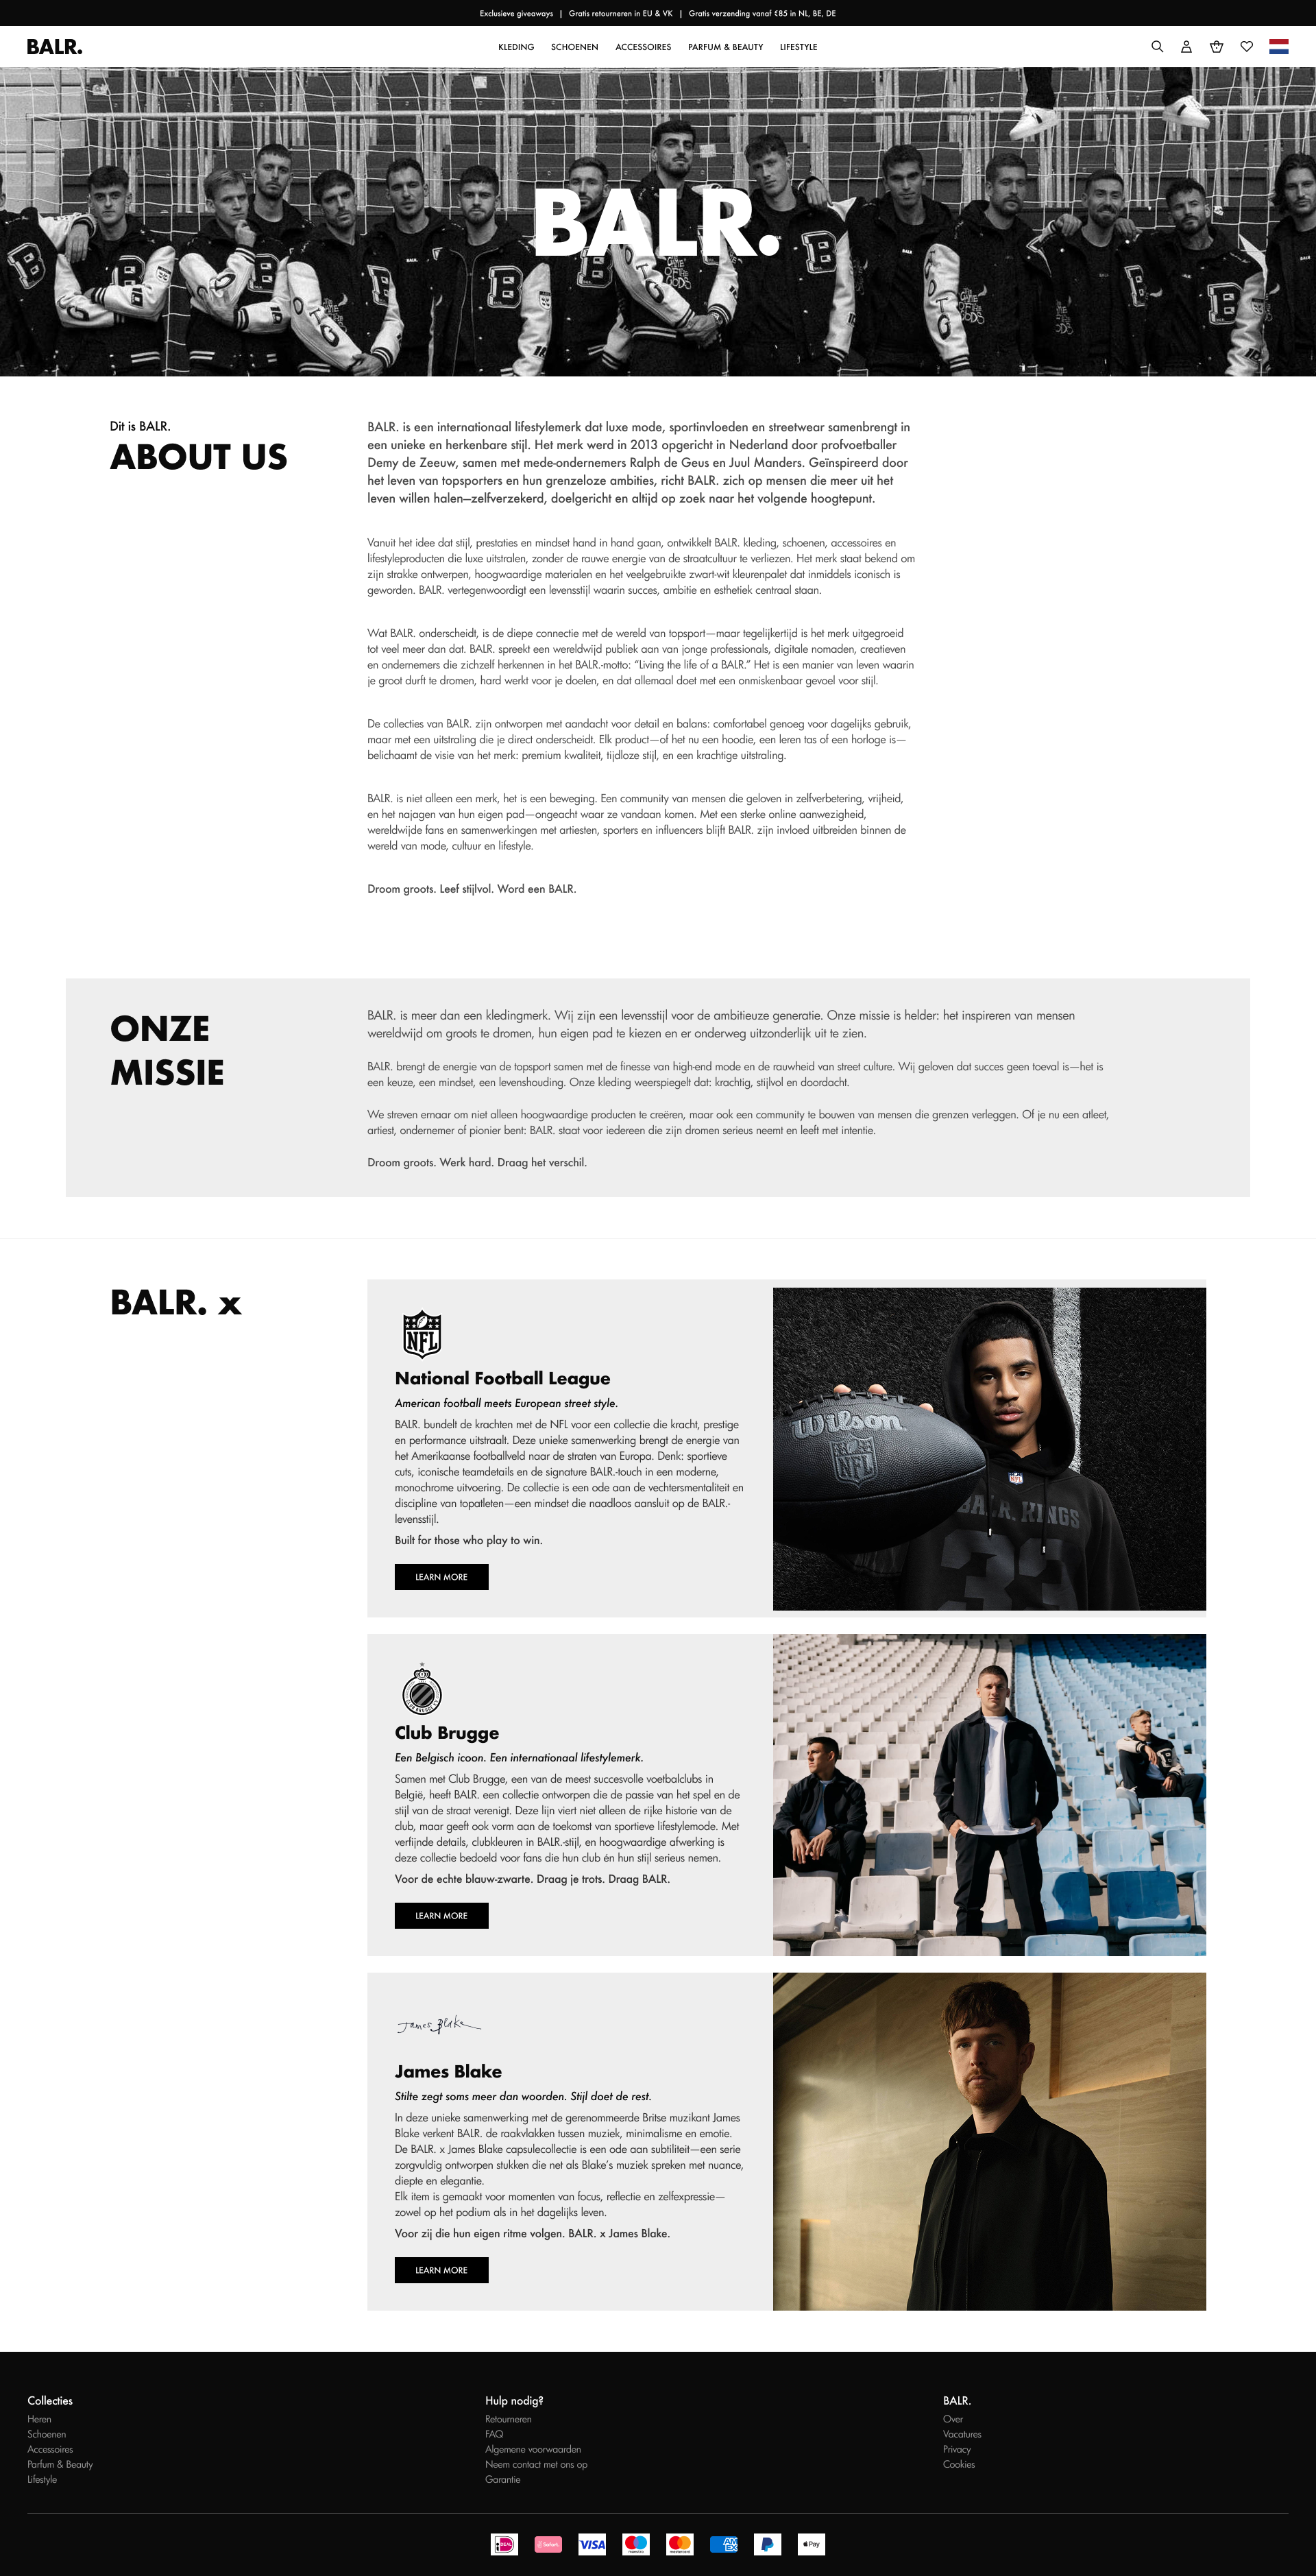 Exclusieve giveaways | Gratis retourneren in EU & VK | Gratis verzending vanaf €85 in NL, BE, DE
BALR.
KLEDING SCHOENEN ACCESSOIRES PARFUM & BEAUTY LIFESTYLE
BALR.
Dit is BALR.
ABOUT US
BALR. is een internationaal lifestylemerk dat luxe mode, sportinvloeden en streetwear samenbrengt in
een unieke en herkenbare stijl. Het merk werd in 2013 opgericht in Nederland door profvoetballer
Demy de Zeeuw, samen met mede-ondernemers Ralph de Geus en Juul Manders. Geïnspireerd door
het leven van topsporters en hun grenzeloze ambities, richt BALR. zich op mensen die meer uit het
leven willen halen—zelfverzekerd, doelgericht en altijd op zoek naar het volgende hoogtepunt.
Vanuit het idee dat stijl, prestaties en mindset hand in hand gaan, ontwikkelt BALR. kleding, schoenen, accessoires en
lifestyleproducten die luxe uitstralen, zonder de rauwe energie van de straatcultuur te verliezen. Het merk staat bekend om
zijn strakke ontwerpen, hoogwaardige materialen en het veelgebruikte zwart-wit kleurenpalet dat inmiddels iconisch is
geworden. BALR. vertegenwoordigt een levensstijl waarin succes, ambitie en esthetiek centraal staan.
Wat BALR. onderscheidt, is de diepe connectie met de wereld van topsport—maar tegelijkertijd is het merk uitgegroeid
tot veel meer dan dat. BALR. spreekt een wereldwijd publiek aan van jonge professionals, digitale nomaden, creatieven
en ondernemers die zichzelf herkennen in het BALR.-motto: “Living the life of a BALR.” Het is een manier van leven waarin
je groot durft te dromen, hard werkt voor je doelen, en dat allemaal doet met een onmiskenbaar gevoel voor stijl.
De collecties van BALR. zijn ontworpen met aandacht voor detail en balans: comfortabel genoeg voor dagelijks gebruik,
maar met een uitstraling die je direct onderscheidt. Elk product—of het nu een hoodie, een leren tas of een horloge is—
belichaamt de visie van het merk: premium kwaliteit, tijdloze stijl, en een krachtige uitstraling.
BALR. is niet alleen een merk, het is een beweging. Een community van mensen die geloven in zelfverbetering, vrijheid,
en het najagen van hun eigen pad—ongeacht waar ze vandaan komen. Met een sterke online aanwezigheid,
wereldwijde fans en samenwerkingen met artiesten, sporters en influencers blijft BALR. zijn invloed uitbreiden binnen de
wereld van mode, cultuur en lifestyle.
Droom groots. Leef stijlvol. Word een BALR.
ONZE
MISSIE
BALR. is meer dan een kledingmerk. Wij zijn een levensstijl voor de ambitieuze generatie. Onze missie is helder: het inspireren van mensen
wereldwijd om groots te dromen, hun eigen pad te kiezen en er onderweg uitzonderlijk uit te zien.
BALR. brengt de energie van de topsport samen met de finesse van high-end mode en de rauwheid van street culture. Wij geloven dat succes geen toeval is—het is
een keuze, een mindset, een levenshouding. Onze kleding weerspiegelt dat: krachtig, stijlvol en doordacht.
We streven ernaar om niet alleen hoogwaardige producten te creëren, maar ook een community te bouwen van mensen die grenzen verleggen. Of je nu een atleet,
artiest, ondernemer of pionier bent: BALR. staat voor iedereen die zijn dromen serieus neemt en leeft met intentie.
Droom groots. Werk hard. Draag het verschil.
BALR. x
NFL
National Football League
American football meets European street style.
BALR. bundelt de krachten met de NFL voor een collectie die kracht, prestige
en performance uitstraalt. Deze unieke samenwerking brengt de energie van
het Amerikaanse footballveld naar de straten van Europa. Denk: sportieve
cuts, iconische teamdetails en de signature BALR.-touch in een moderne,
monochrome uitvoering. De collectie is een ode aan de vechtersmentaliteit en
discipline van topatleten—een mindset die naadloos aansluit op de BALR.-
levensstijl.
Built for those who play to win.
LEARN MORE
Wilson
NFL
BALR. KINGS
Club Brugge
Een Belgisch icoon. Een internationaal lifestylemerk.
Samen met Club Brugge, een van de meest succesvolle voetbalclubs in
België, heeft BALR. een collectie ontworpen die de passie van het spel en de
stijl van de straat verenigt. Deze lijn viert niet alleen de rijke historie van de
club, maar geeft ook vorm aan de toekomst van sportieve lifestylemode. Met
verfijnde details, clubkleuren in BALR.-stijl, en hoogwaardige afwerking is
deze collectie bedoeld voor fans die hun club én hun stijl serieus nemen.
Voor de echte blauw-zwarte. Draag je trots. Draag BALR.
LEARN MORE
James Blake
James Blake
Stilte zegt soms meer dan woorden. Stijl doet de rest.
In deze unieke samenwerking met de gerenommeerde Britse muzikant James
Blake verkent BALR. de raakvlakken tussen muziek, minimalisme en emotie.
De BALR. x James Blake capsulecollectie is een ode aan subtiliteit—een serie
zorgvuldig ontworpen stukken die net als Blake’s muziek spreken met nuance,
diepte en elegantie.
Elk item is gemaakt voor momenten van focus, reflectie en zelfexpressie—
zowel op het podium als in het dagelijks leven.
Voor zij die hun eigen ritme volgen. BALR. x James Blake.
LEARN MORE
Collecties
Heren
Schoenen
Accessoires
Parfum & Beauty
Lifestyle
Hulp nodig?
Retourneren
FAQ
Algemene voorwaarden
Neem contact met ons op
Garantie
BALR.
Over
Vacatures
Privacy
Cookies
VISA
AMEX
Pay